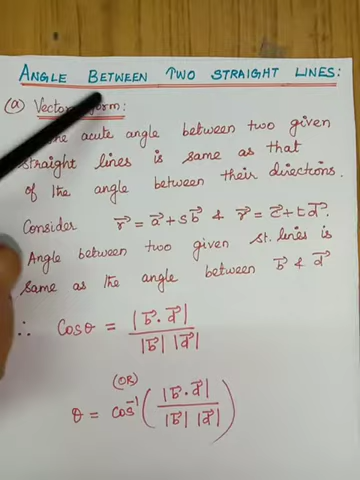 ANGLE BETWEEN TWO STRAIGHT LINES:
(a) Vector form:
The acute angle between two given
straight lines is same as that
of the angle between their directions.
Consider r⃗ = a⃗ + s b⃗ & r⃗ = c⃗ + t d⃗.
Angle between two given st. lines is
same as the angle between b⃗ & d⃗
∴ Cosθ = |b⃗ · d⃗| / |b⃗| |d⃗|
(OR)
θ = cos⁻¹ ( |b⃗ · d⃗| / |b⃗| |d⃗| )